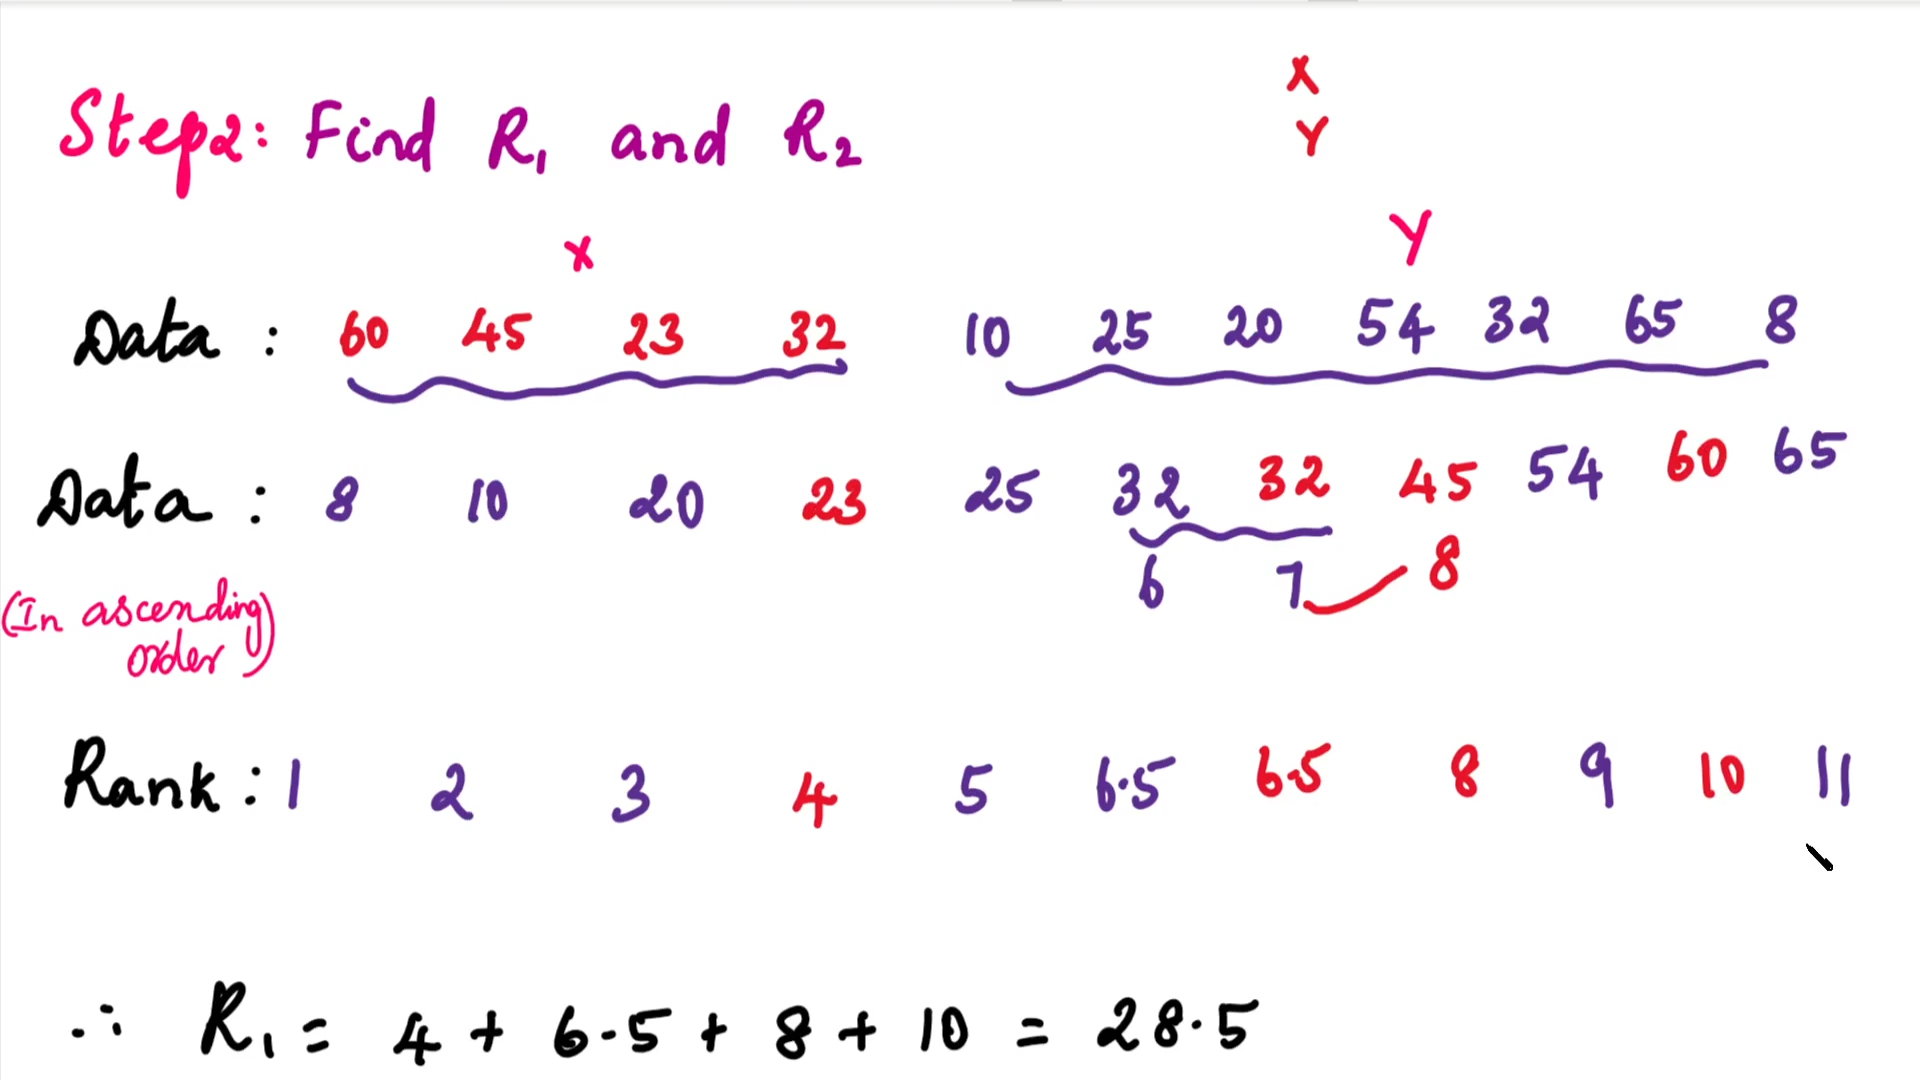 X
Y
Step2: Find R₁ and R₂
X Y
Data : 60 45 23 32 10 25 20 54 32 65 8
Data : 8 10 20 23 25 32 32 45 54 60 65
6 7 8
(In ascending
order)
Rank : 1 2 3 4 5 6.5 6.5 8 9 10 11
∴ R₁ = 4 + 6.5 + 8 + 10 = 28.5